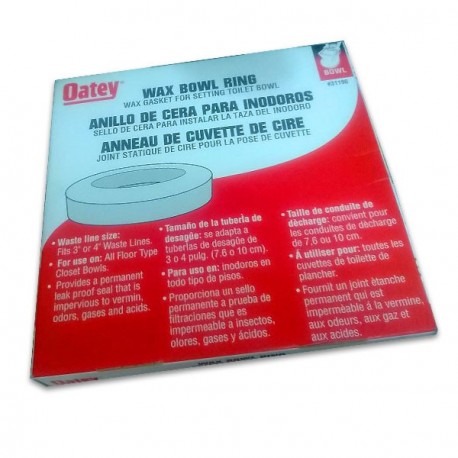 Oatey®
WAX BOWL RING
WAX GASKET FOR SETTING TOILET BOWL
ANILLO DE CERA PARA INODOROS
SELLO DE CERA PARA INSTALAR LA TAZA DEL INODORO
ANNEAU DE CUVETTE DE CIRE
JOINT STATIQUE DE CIRE POUR LA POSE DE CUVETTE
BOWL
• Waste line size:
Fits 3" or 4" Waste Lines.
• For use on: All Floor Type
Closet Bowls.
• Provides a permanent
leak proof seal that is
impervious to vermin,
odors, gases and acids.
• Tamaño de la tubería de
desagüe: se adapta a
tuberías de desagüe de
3 o 4 pulg. (7.6 o 10 cm).
• Para uso en: inodoros en
todo tipo de pisos.
• Proporciona un sello
permanente a prueba de
filtraciones que es
impermeable a insectos,
olores, gases y ácidos.
• Taille de conduite de
décharge: convient pour
les conduites de décharge
de 7,6 ou 10 cm.
• À utiliser pour: toutes les
cuvettes de toilette de
plancher.
• Fournit un joint étanche
permanent qui est
imperméable à la vermine,
aux odeurs, aux gaz et
aux acides.
Oatey
WAX BOWL RING